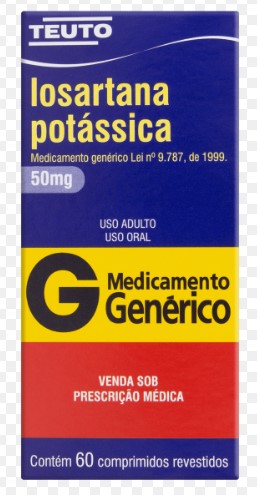 TEUTO
losartana
potássica
Medicamento genérico Lei nº 9.787, de 1999.
50mg
USO ADULTO
USO ORAL
G Medicamento
Genérico
VENDA SOB
PRESCRIÇÃO MÉDICA
Contém 60 comprimidos revestidos